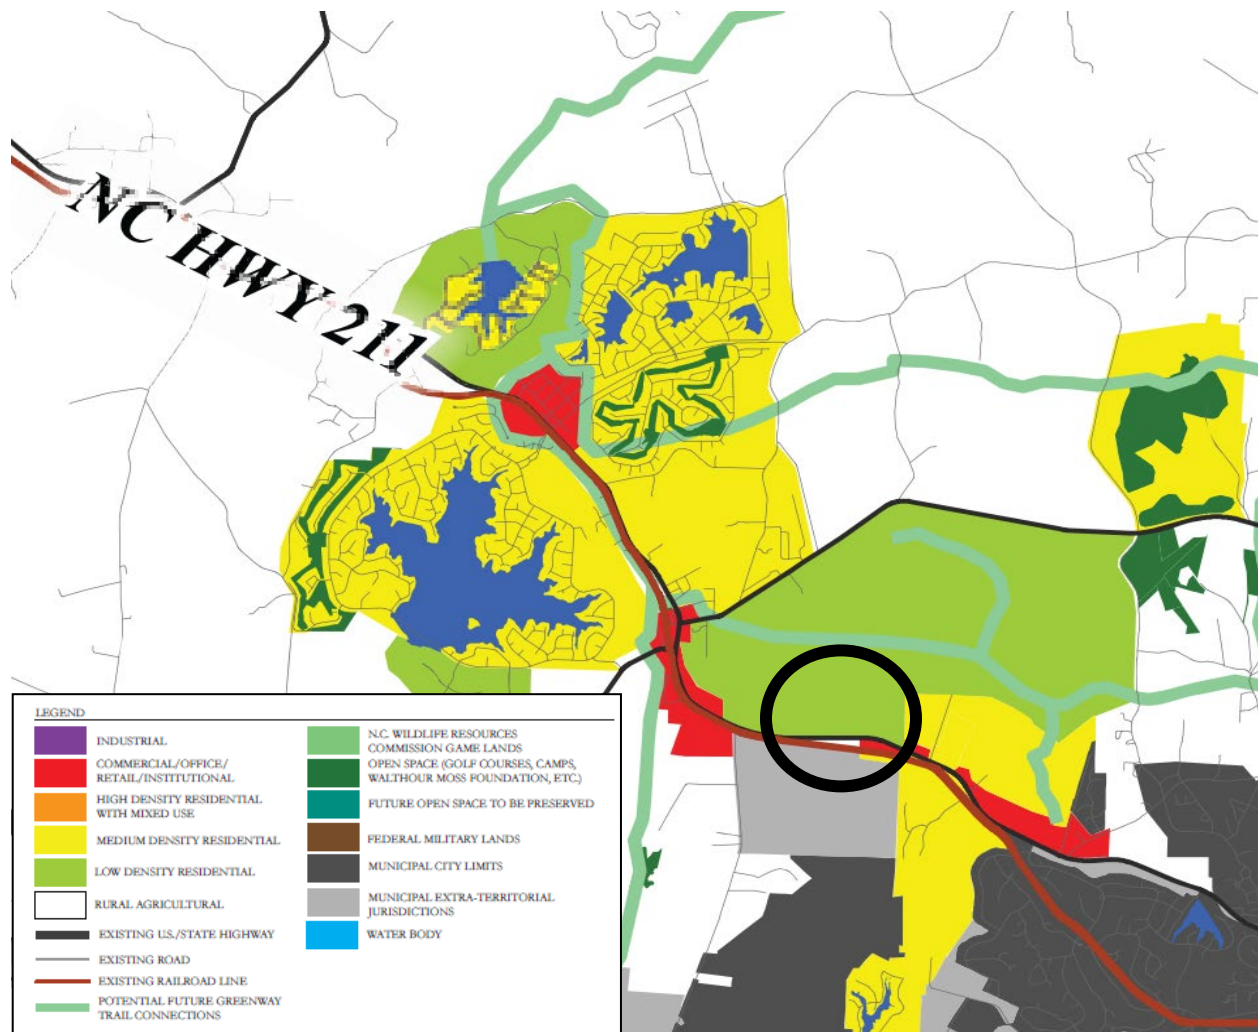 NC HWY 211
LEGEND
INDUSTRIAL
COMMERCIAL/OFFICE/
RETAIL/INSTITUTIONAL
HIGH DENSITY RESIDENTIAL
WITH MIXED USE
MEDIUM DENSITY RESIDENTIAL
LOW DENSITY RESIDENTIAL
RURAL AGRICULTURAL
EXISTING U.S./STATE HIGHWAY
EXISTING ROAD
EXISTING RAILROAD LINE
POTENTIAL FUTURE GREENWAY
TRAIL CONNECTIONS
N.C. WILDLIFE RESOURCES
COMMISSION GAME LANDS
OPEN SPACE (GOLF COURSES, CAMPS,
WALTHOUR MOSS FOUNDATION, ETC.)
FUTURE OPEN SPACE TO BE PRESERVED
FEDERAL MILITARY LANDS
MUNICIPAL CITY LIMITS
MUNICIPAL EXTRA-TERRITORIAL
JURISDICTIONS
WATER BODY